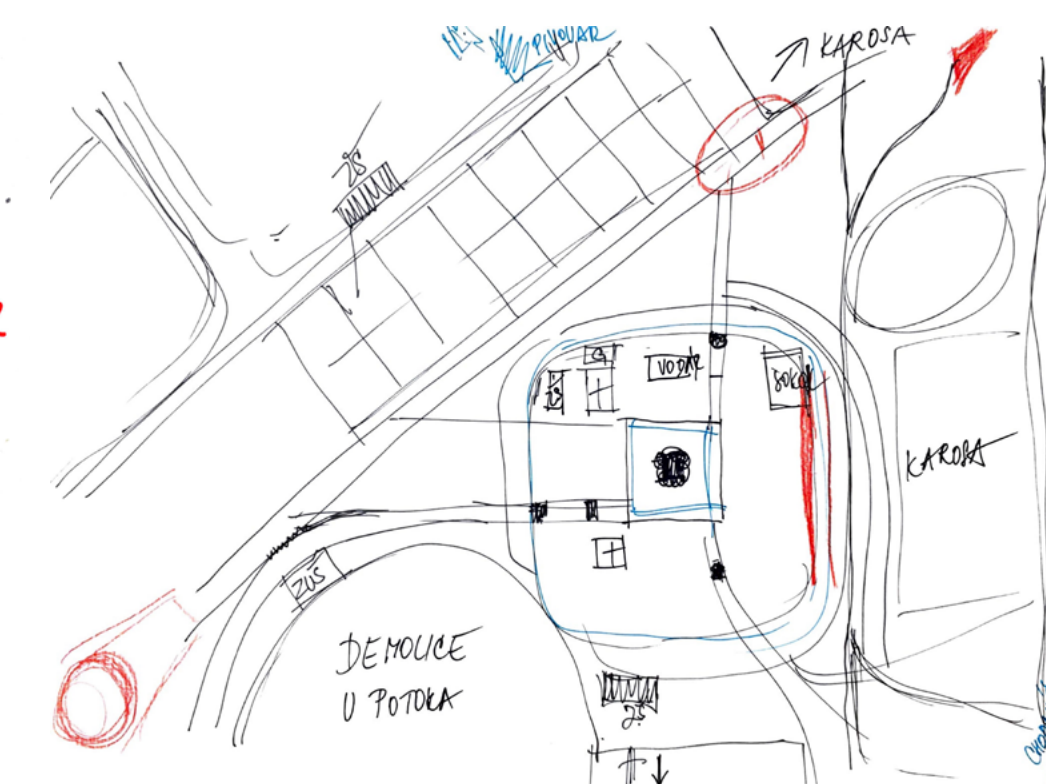 PIVOVAR
KAROSA
ZŠ
VODÁR
SOKOL
KAROSA
ZUŠ
DEMOLICE
U POTOKA
ZŠ